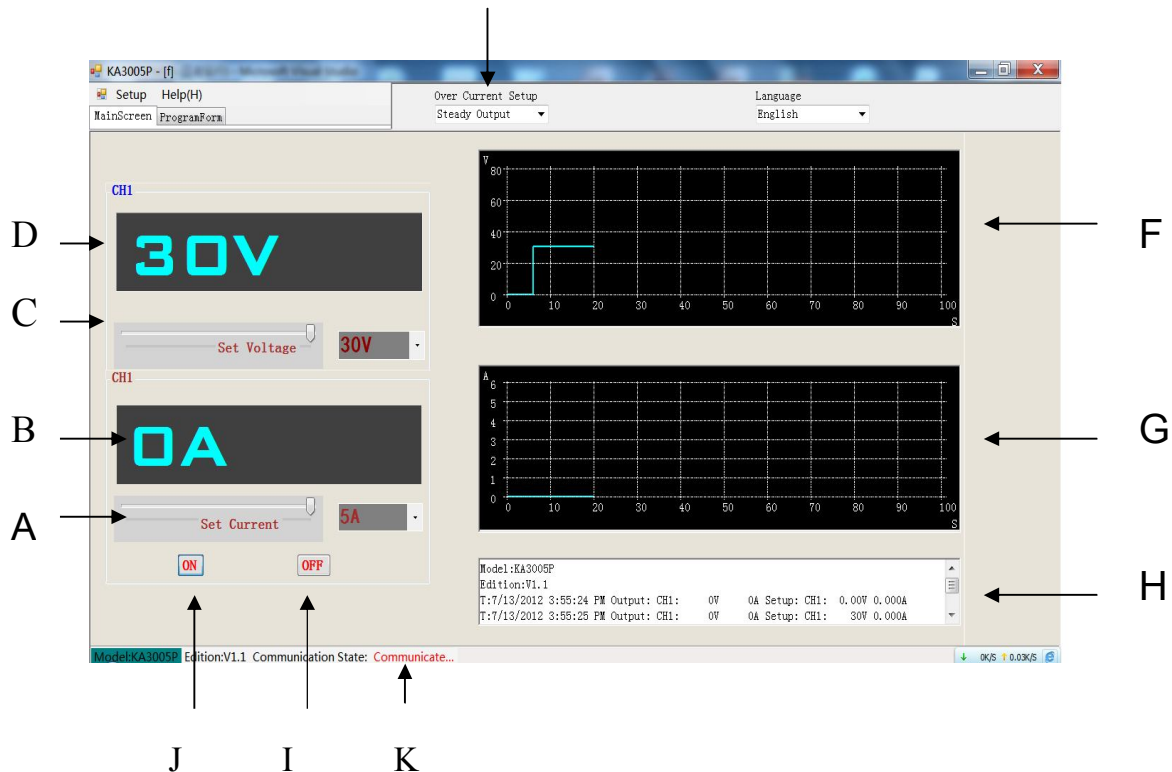 KA3005P - [f]
Setup Help(H)
MainScreen ProgramForm
Over Current Setup
Steady Output
Language
English
CH1
D
30V
C
Set Voltage
30V
CH1
B
0A
A
Set Current
5A
ON
OFF
V
80
60
40
20
0
0 10 20 30 40 50 60 70 80 90 100
S
F
A
6
5
4
3
2
1
0
0 10 20 30 40 50 60 70 80 90 100
S
G
Model:KA3005P
Edition:V1.1
T:7/13/2012 3:55:24 PM Output: CH1: 0V 0A Setup: CH1: 0.00V 0.000A
T:7/13/2012 3:55:25 PM Output: CH1: 0V 0A Setup: CH1: 30V 0.000A
H
Model:KA3005P Edition:V1.1 Communication State: Communicate...
0K/S 0.03K/S
J I K